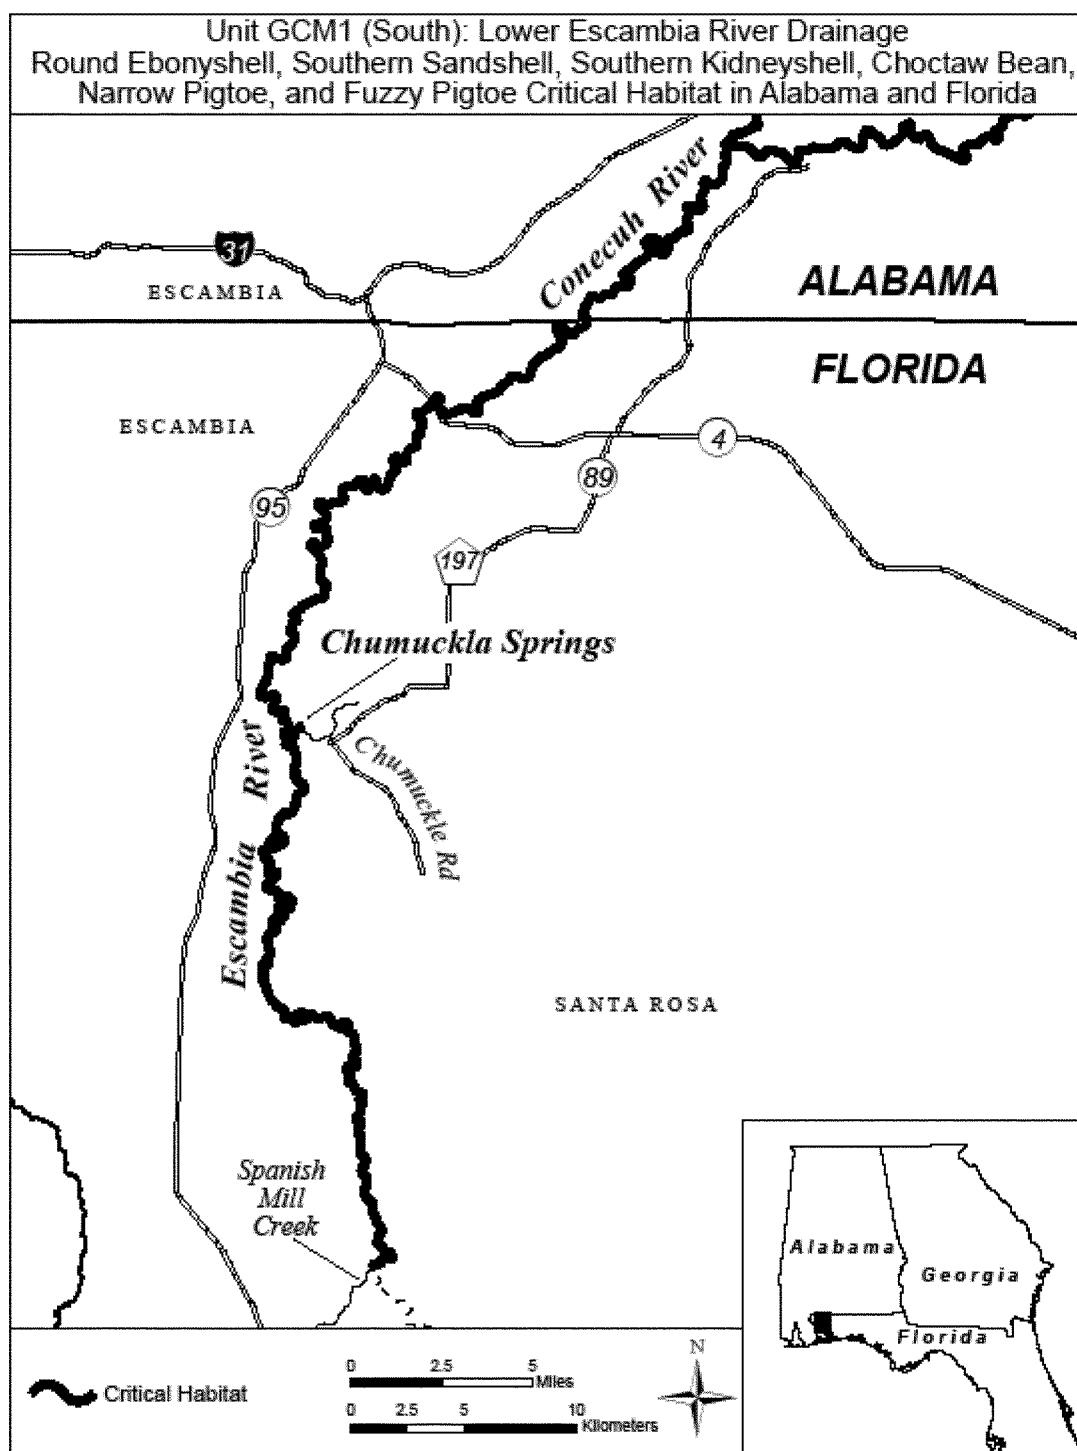 Unit GCM1 (South): Lower Escambia River Drainage
Round Ebonyshell, Southern Sandshell, Southern Kidneyshell, Choctaw Bean,
Narrow Pigtoe, and Fuzzy Pigtoe Critical Habitat in Alabama and Florida
Conecuh River
31
ESCAMBIA
ALABAMA
FLORIDA
ESCAMBIA
4
89
95
197
Chumuckla Springs
Chumuckle Rd
Escambia River
SANTA ROSA
Spanish
Mill
Creek
Alabama
Georgia
Florida
Critical Habitat
0 2.5 5
Miles
0 2.5 5 10
Kilometers
N